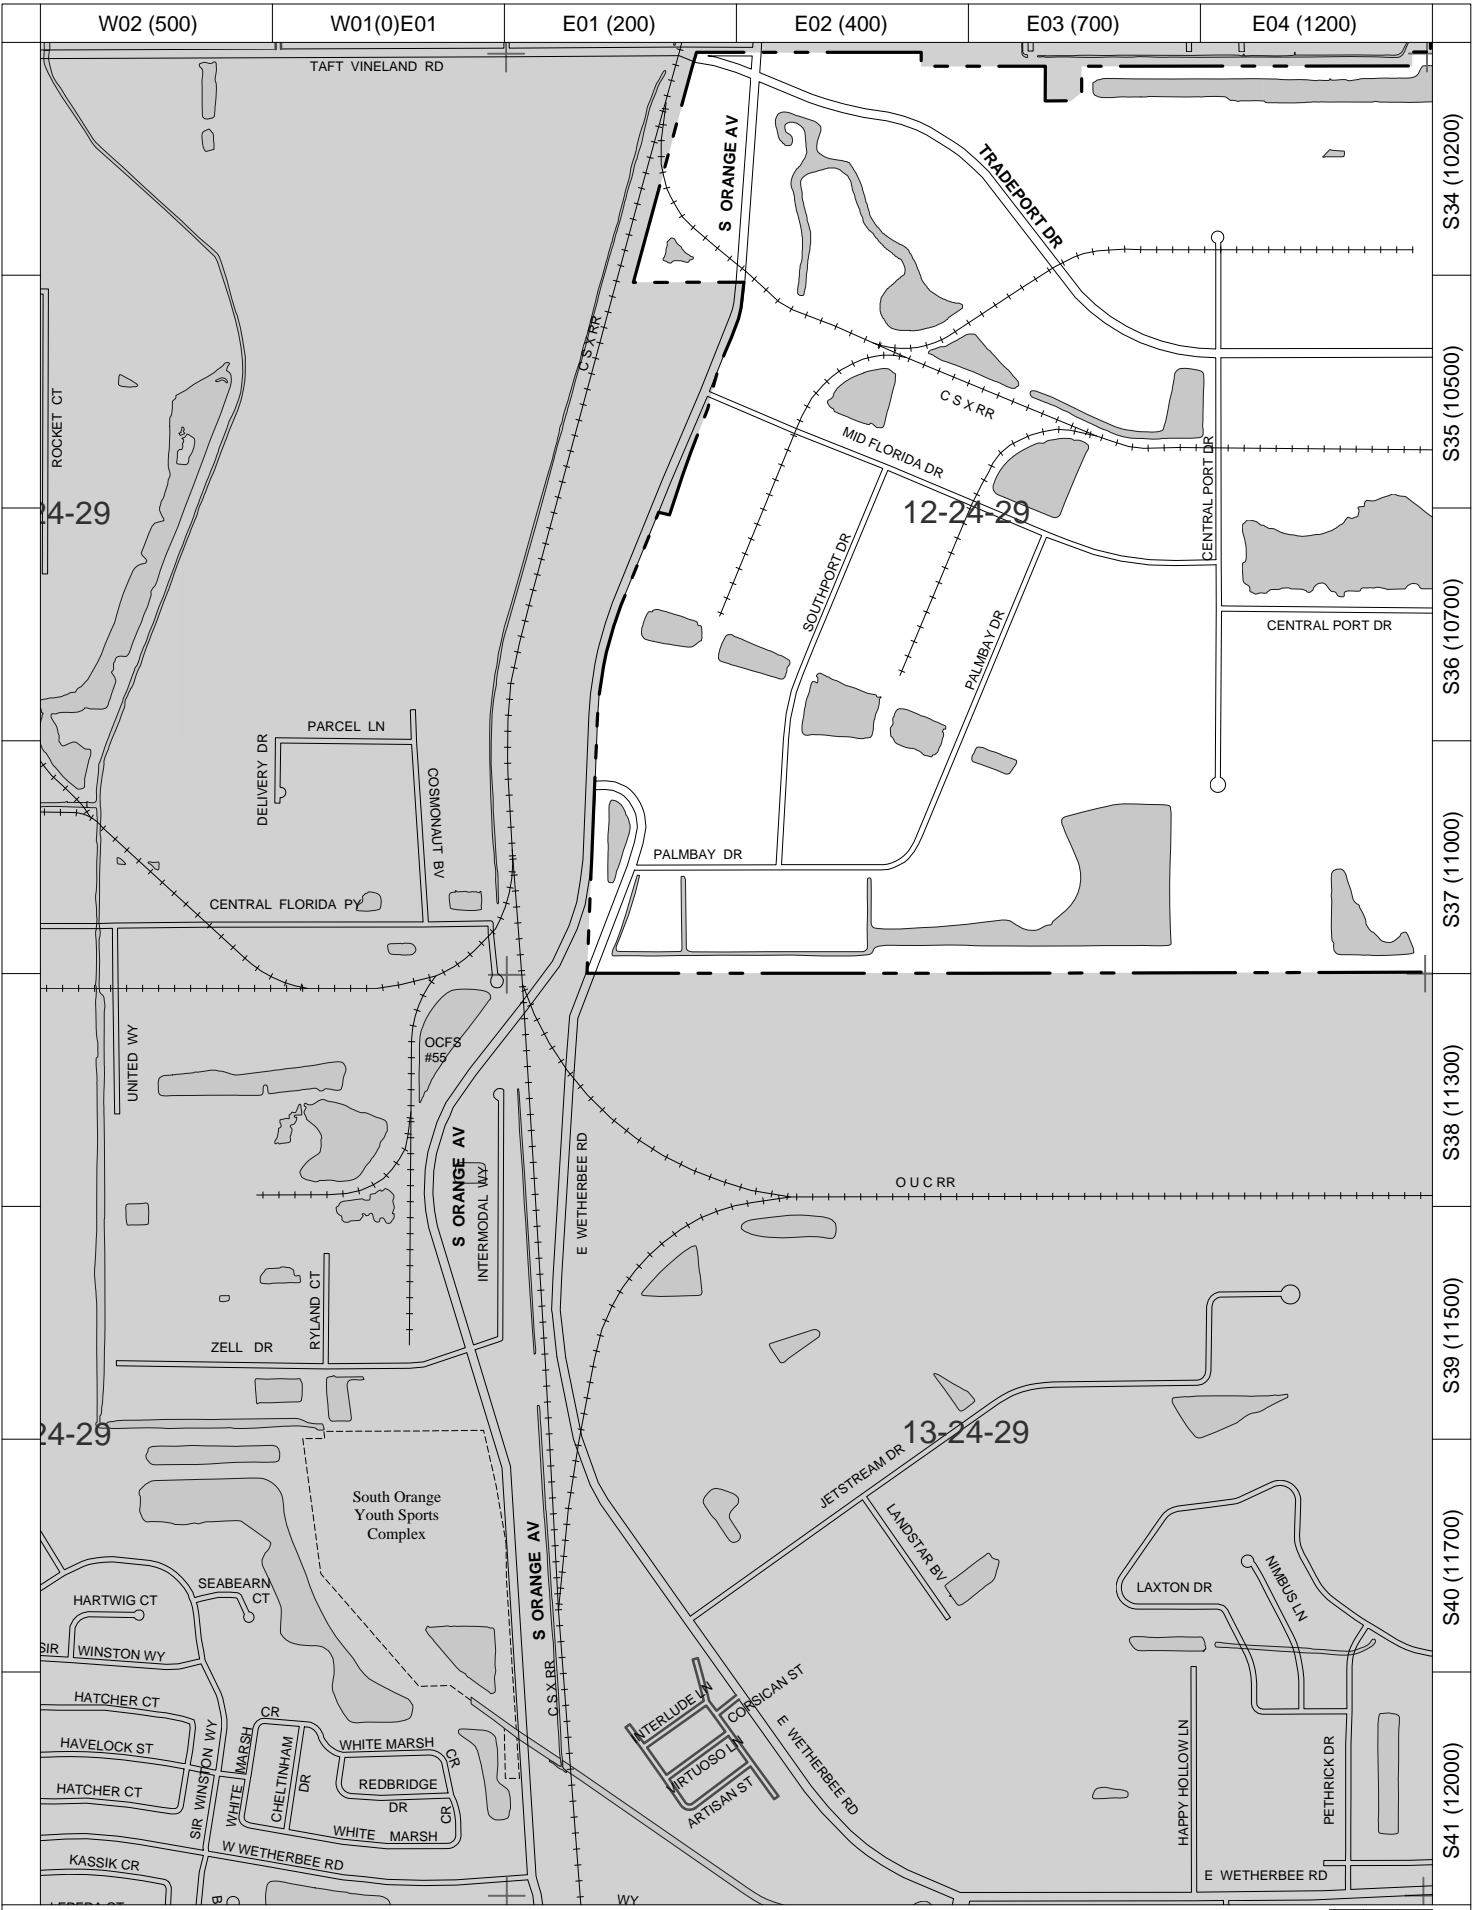 W02 (500)
W01(0)E01
E01 (200)
E02 (400)
E03 (700)
E04 (1200)
TAFT VINELAND RD
S ORANGE AV
TRADEPORT DR
S34 (10200)
C S X RR
ROCKET CT
C S X RR
MID FLORIDA DR
CENTRAL PORT DR
S35 (10500)
24-29
12-24-29
SOUTHPORT DR
PALMBAY DR
CENTRAL PORT DR
S36 (10700)
PARCEL LN
DELIVERY DR
COSMONAUT BV
PALMBAY DR
CENTRAL FLORIDA PY
S37 (11000)
UNITED WY
OCFS
#55
S ORANGE AV
INTERMODAL WY
E WETHERBEE RD
O U C RR
S38 (11300)
RYLAND CT
ZELL DR
S39 (11500)
24-29
13-24-29
JETSTREAM DR
LANDSTAR BV
South Orange
Youth Sports
Complex
S ORANGE AV
SEABEARN
CT
HARTWIG CT
SIR WINSTON WY
LAXTON DR
NIMBUS LN
S40 (11700)
C S X RR
HATCHER CT
HAVELOCK ST
HATCHER CT
SIR WINSTON WY
WHITE MARSH
CR
CHELTINHAM
DR
WHITE MARSH
CR
REDBRIDGE
DR
CR
WHITE MARSH
W WETHERBEE RD
KASSIK CR
INTERLUDE LN
CORSICAN ST
VIRTUOSO LN
ARTISAN ST
E WETHERBEE RD
HAPPY HOLLOW LN
PETHRICK DR
E WETHERBEE RD
S41 (12000)
B
WY